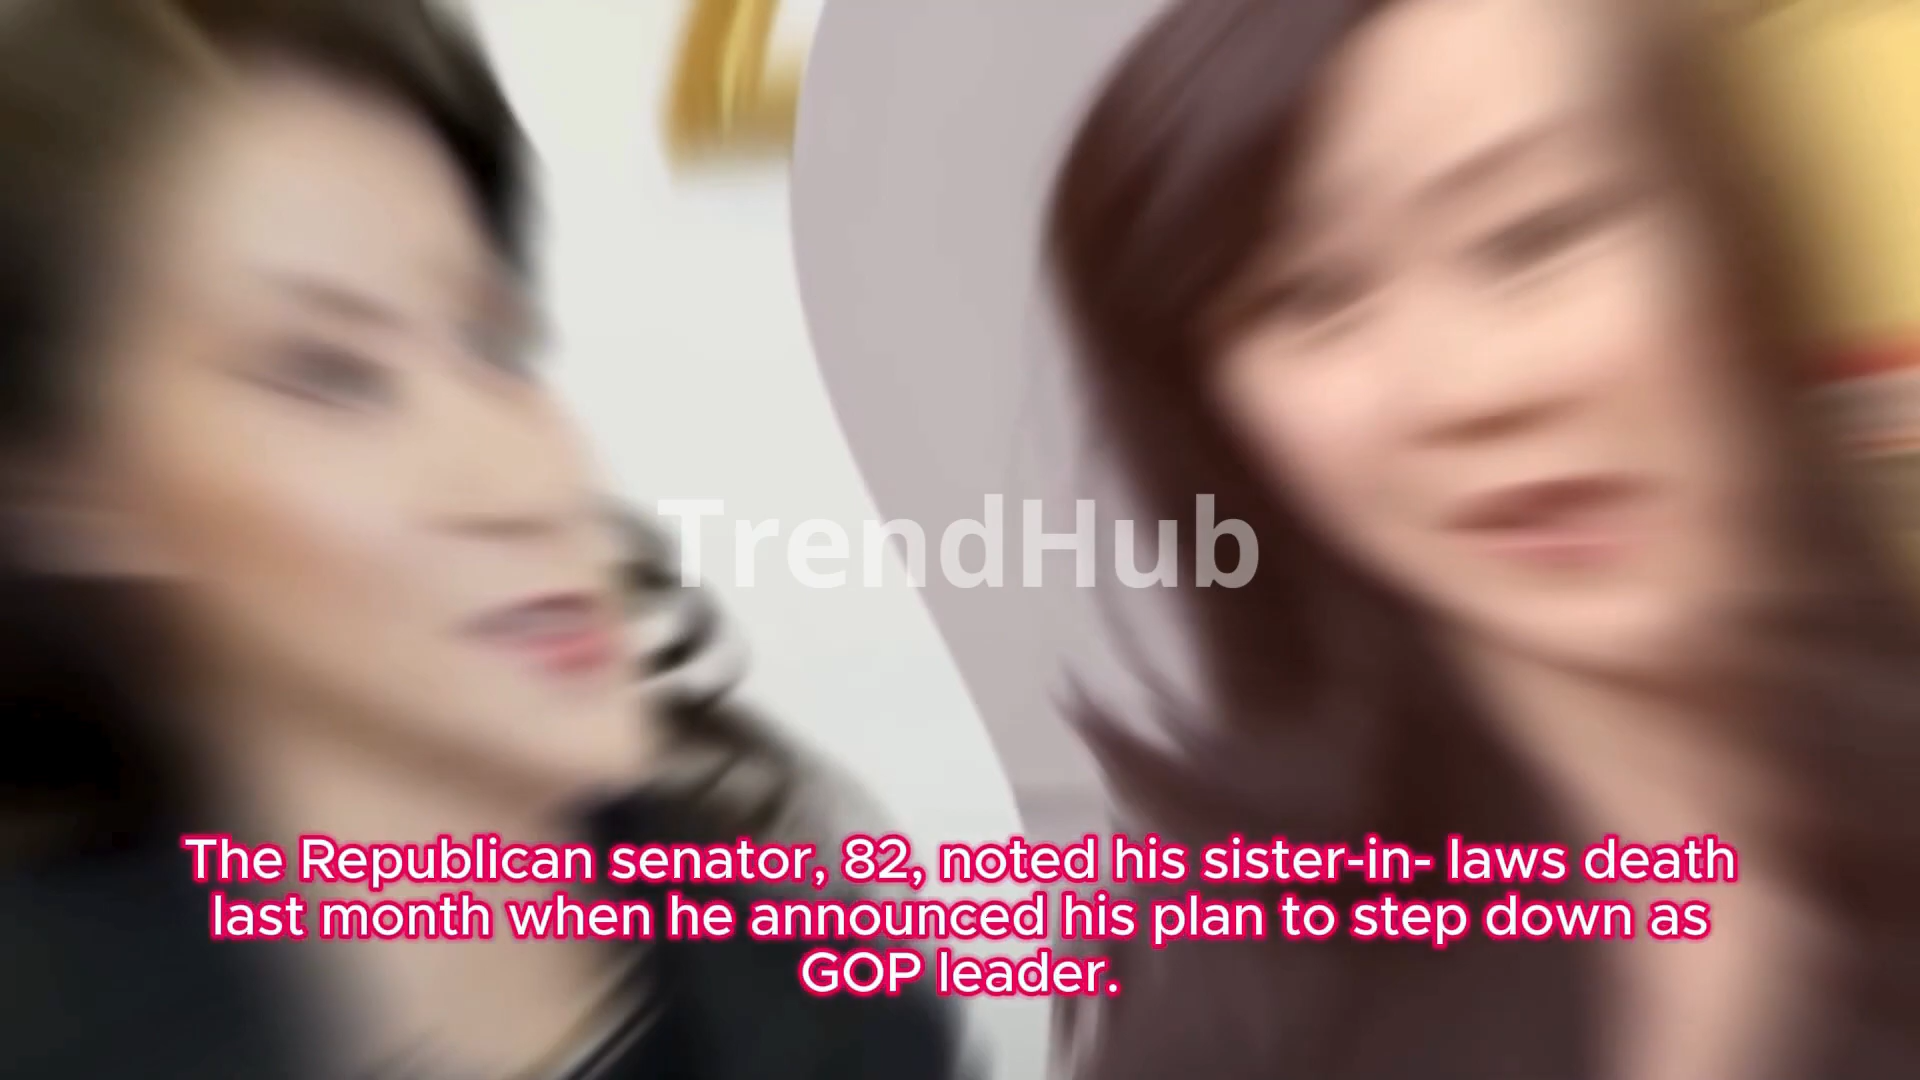 TrendHub
The Republican senator, 82, noted his sister-in- laws death
last month when he announced his plan to step down as
GOP leader.